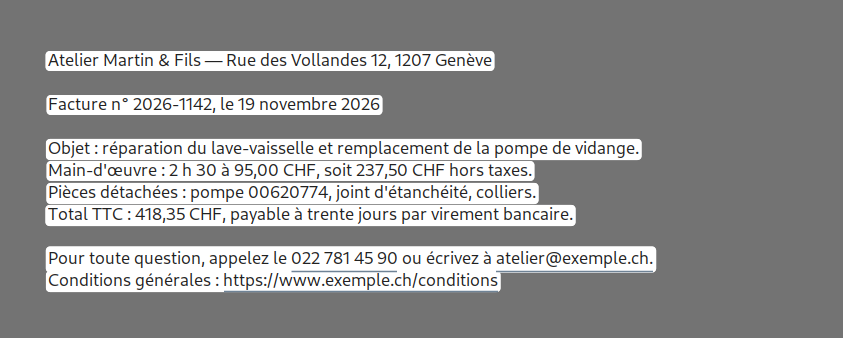 Atelier Martin & Fils — Rue des Vollandes 12, 1207 Genève
Facture n° 2026-1142, le 19 novembre 2026
Objet : réparation du lave-vaisselle et remplacement de la pompe de vidange.
Main-d'œuvre : 2 h 30 à 95,00 CHF, soit 237,50 CHF hors taxes.
Pièces détachées : pompe 00620774, joint d'étanchéité, colliers.
Total TTC : 418,35 CHF, payable à trente jours par virement bancaire.
Pour toute question, appelez le 022 781 45 90 ou écrivez à atelier@exemple.ch.
Conditions générales : https://www.exemple.ch/conditions